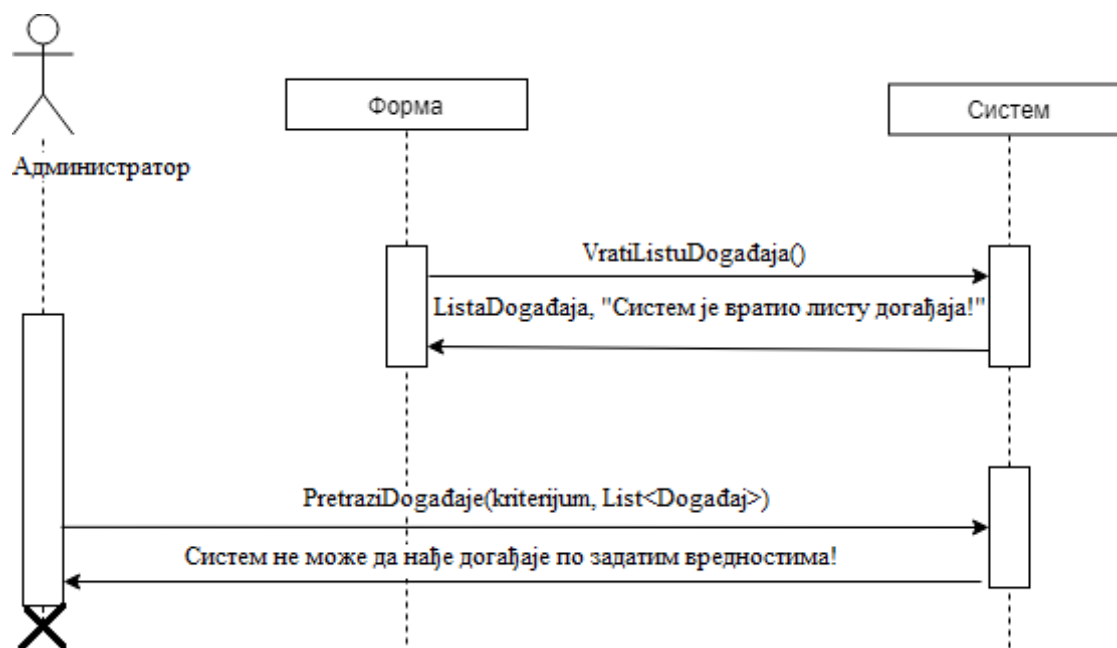 Форма
Систем
Администратор
VratiListuDogađaja()
ListaDogađaja, "Систем је вратио листу догађаја!"
PretraziDogađaje(kriterijum, List<Događaj>)
Систем не може да нађе догађаје по задатим вредностима!